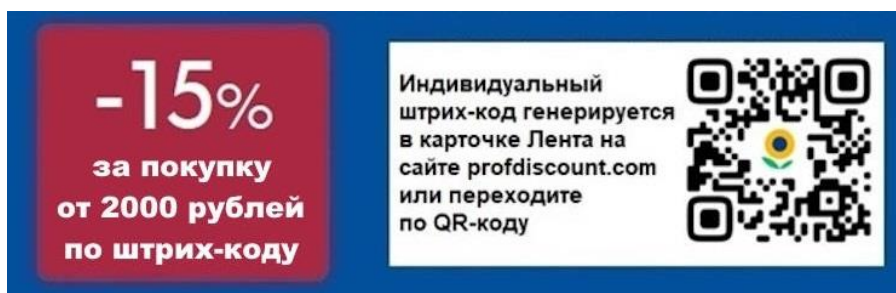 -15%
за покупку
от 2000 рублей
по штрих-коду
Индивидуальный
штрих-код генерируется
в карточке Лента на
сайте profdiscount.com
или переходите
по QR-коду